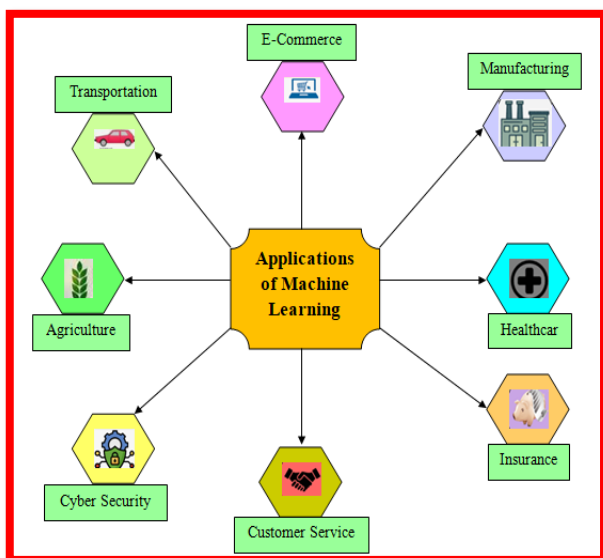 E-Commerce
Manufacturing
Transportation
Applications
of Machine
Learning
Agriculture
Healthcar
Insurance
Cyber Security
Customer Service